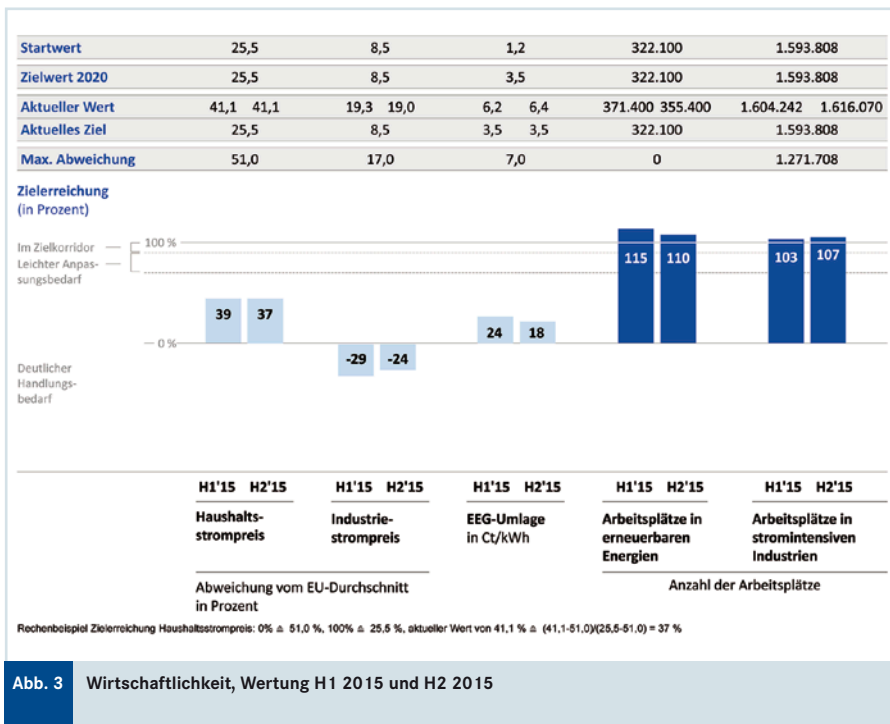 Startwert 25,5 8,5 1,2 322.100 1.593.808
Zielwert 2020 25,5 8,5 3,5 322.100 1.593.808
Aktueller Wert 41,1 41,1 19,3 19,0 6,2 6,4 371.400 355.400 1.604.242 1.616.070
Aktuelles Ziel 25,5 8,5 3,5 3,5 322.100 1.593.808
Max. Abweichung 51,0 17,0 7,0 0 1.271.708
Zielerreichung
(in Prozent)
Im Zielkorridor 100 %
Leichter Anpas-
sungsbedarf
115 110 103 107
39 37 24 18
0 %
-29 -24
Deutlicher
Handlungs-
bedarf
H1'15 H2'15 H1'15 H2'15 H1'15 H2'15 H1'15 H2'15 H1'15 H2'15
Haushalts- Industrie- EEG-Umlage Arbeitsplätze in Arbeitsplätze in
strompreis strompreis in Ct/kWh erneuerbaren stromintensiven
Energien Industrien
Abweichung vom EU-Durchschnitt Anzahl der Arbeitsplätze
in Prozent
Rechenbeispiel Zielerreichung Haushaltsstrompreis: 0% ≙ 51,0 %, 100% ≙ 25,5 %, aktueller Wert von 41,1 % ≙ (41,1-51,0)/(25,5-51,0) = 37 %
Abb. 3 Wirtschaftlichkeit, Wertung H1 2015 und H2 2015